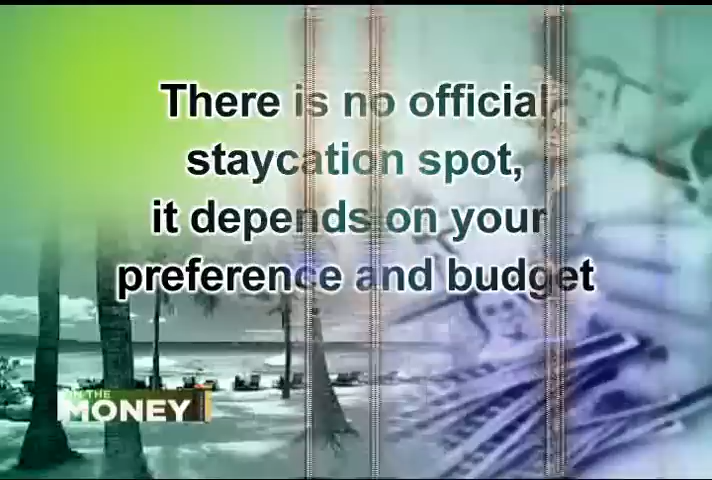 There is no official
staycation spot,
it depends on your
preference and budget
ON THE
MONEY